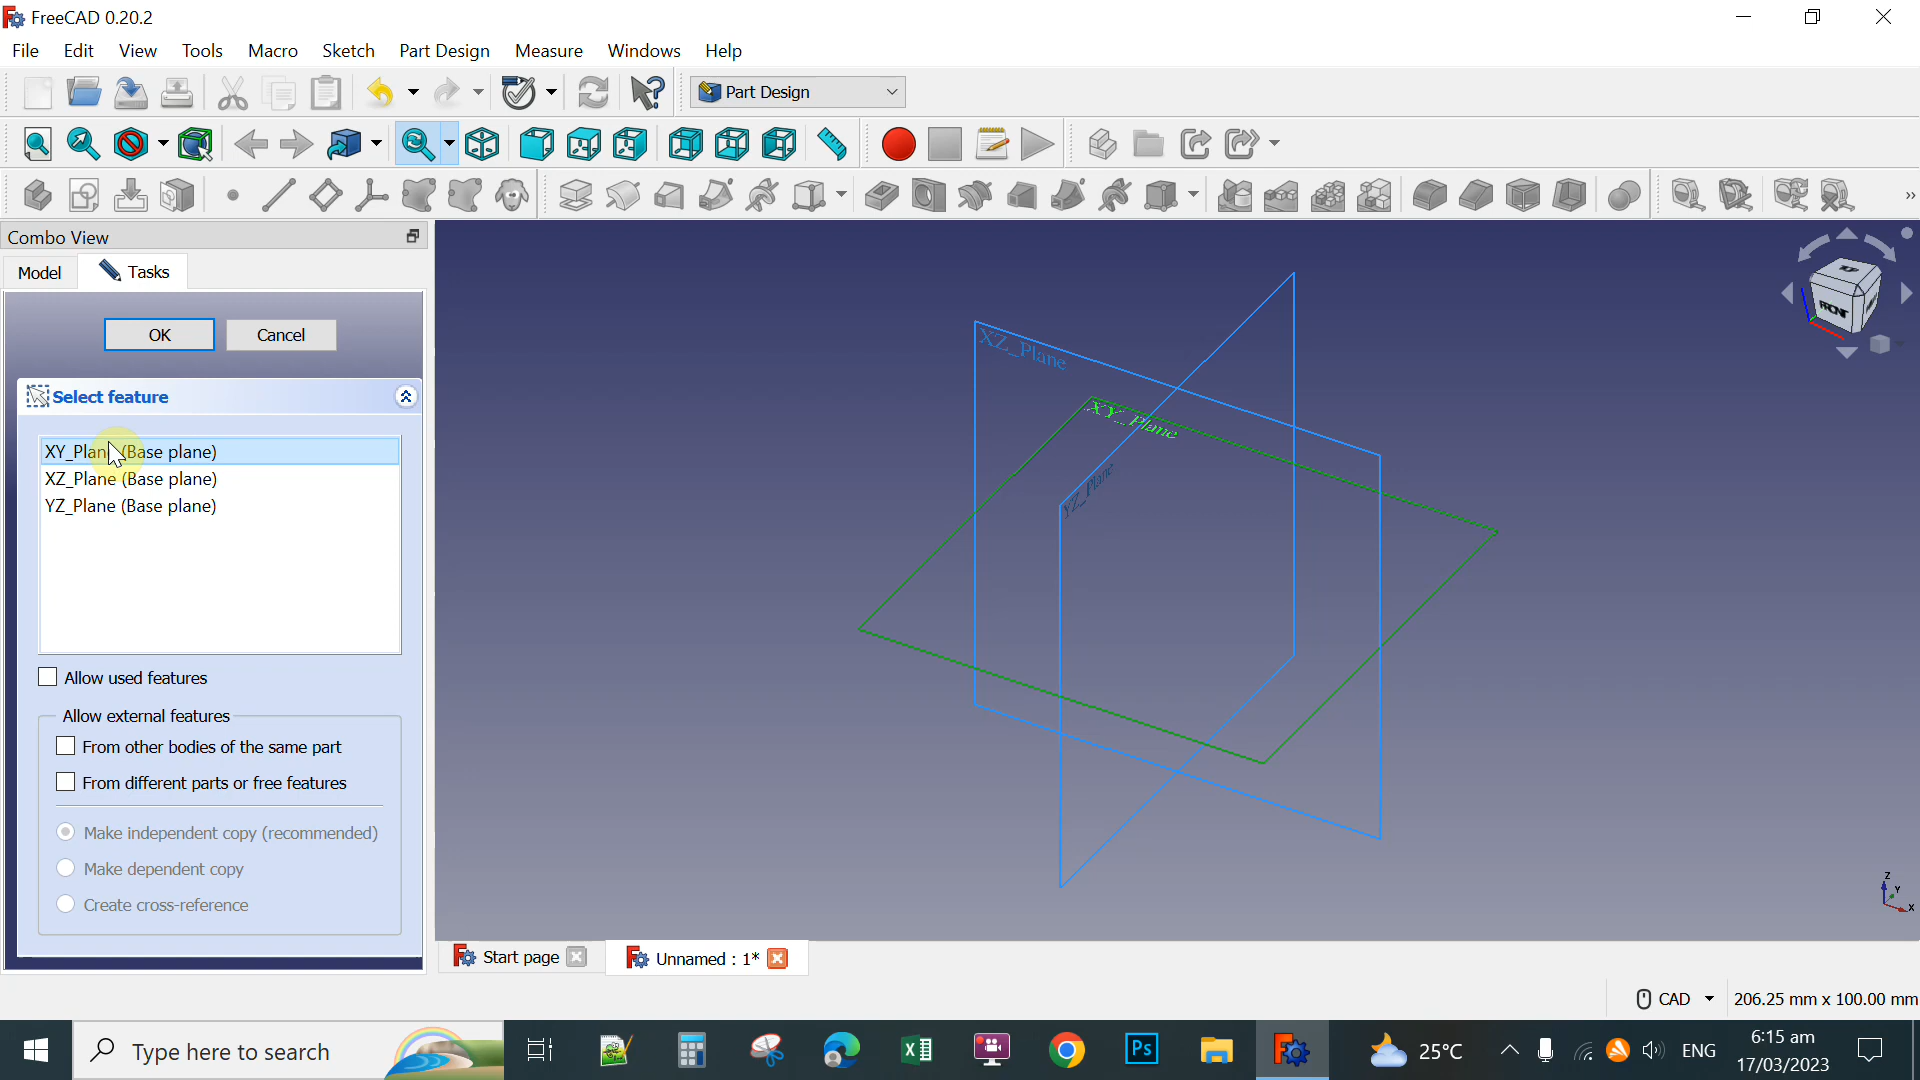 FreeCAD 0.20.2
File Edit View Tools Macro Sketch Part Design Measure Windows Help
Part Design
Combo View
Model Tasks
OK Cancel
Select feature
XY_Plane (Base plane)
XZ_Plane (Base plane)
YZ_Plane (Base plane)
Allow used features
Allow external features
From other bodies of the same part
From different parts or free features
Make independent copy (recommended)
Make dependent copy
Create cross-reference
XZ_Plane
XY_Plane
YZ_Plane
TOP
FRONT
Z
Y
X
Start page Unnamed : 1*
CAD 206.25 mm x 100.00 mm
Type here to search
Ps
25°C
ENG
6:15 am
17/03/2023